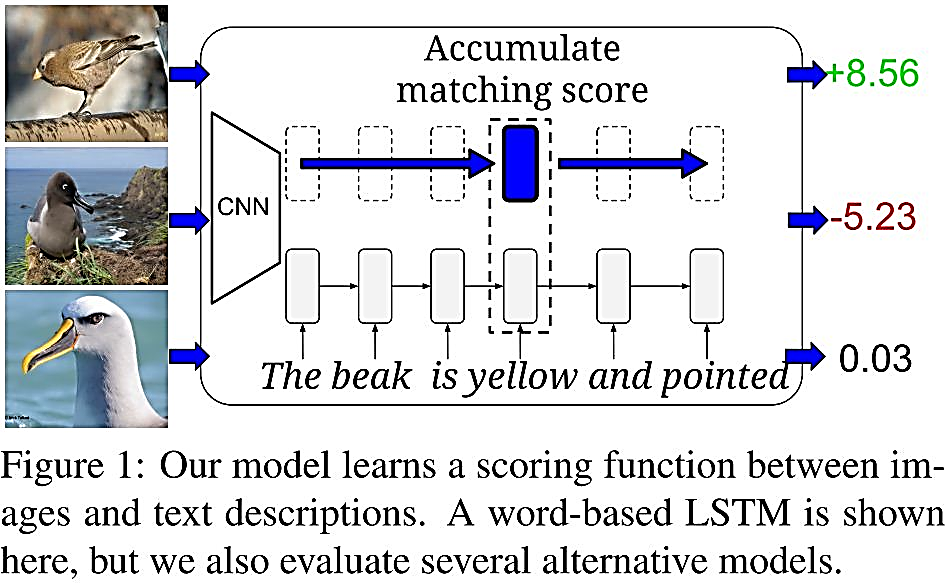 Accumulate
matching score
+8.56
CNN
-5.23
0.03
The beak is yellow and pointed
Figure 1: Our model learns a scoring function between im-
ages and text descriptions. A word-based LSTM is shown
here, but we also evaluate several alternative models.